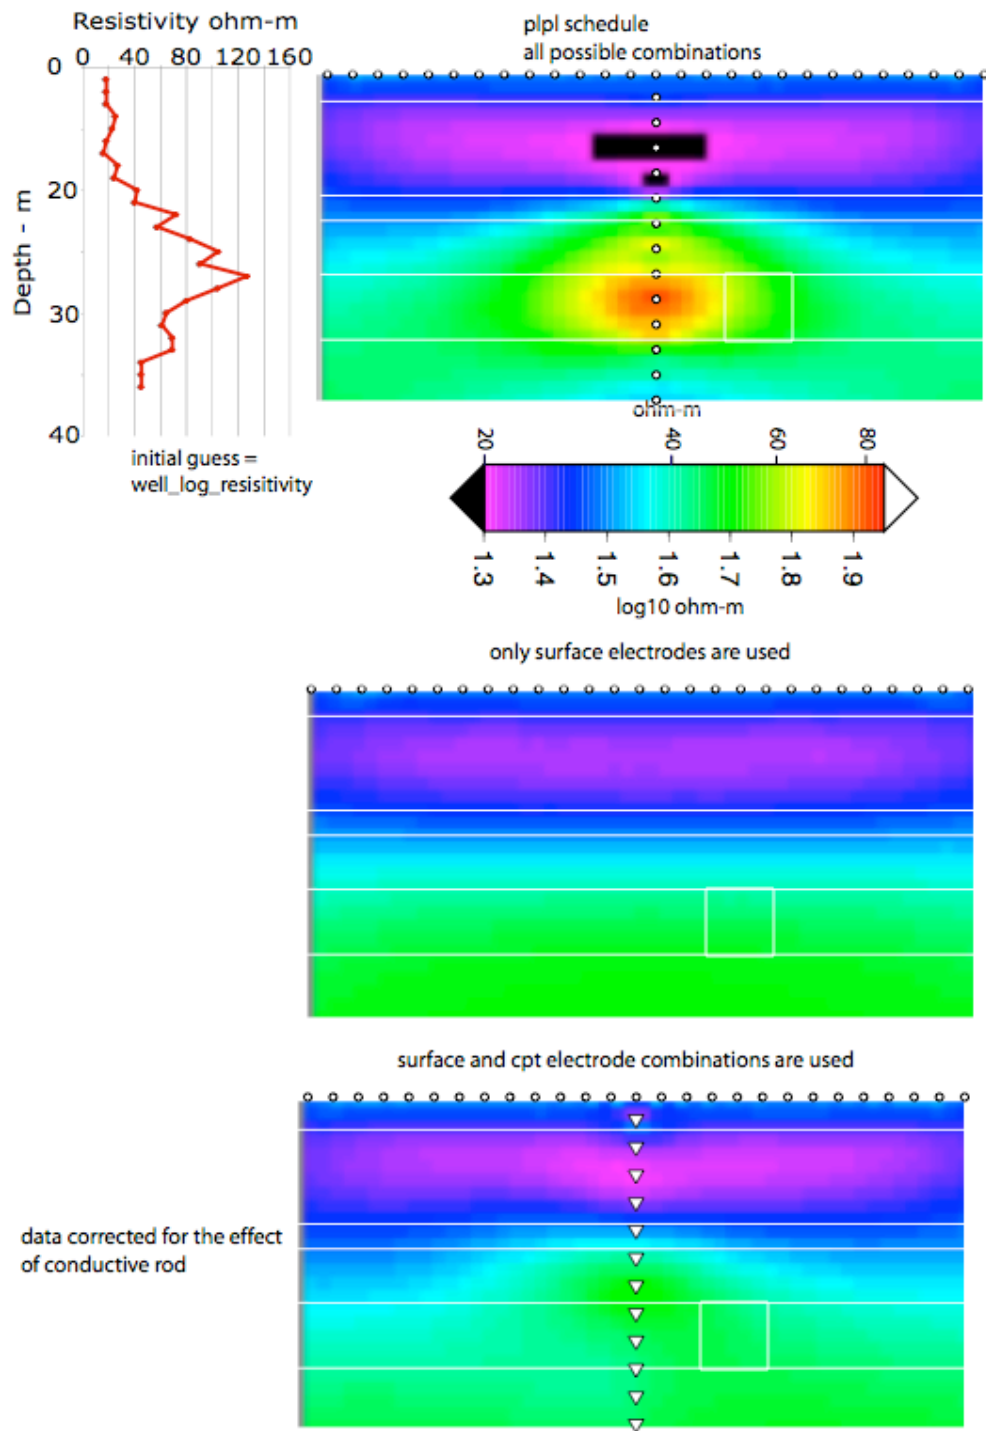 Resistivity ohm-m
0 40 80 120 160
0
20
30
40
Depth - m
initial guess =
well_log_resisitivity
plpl schedule
all possible combinations
ohm-m
20 40 60 80
1.3 1.4 1.5 1.6 1.7 1.8 1.9
log10 ohm-m
only surface electrodes are used
surface and cpt electrode combinations are used
data corrected for the effect
of conductive rod